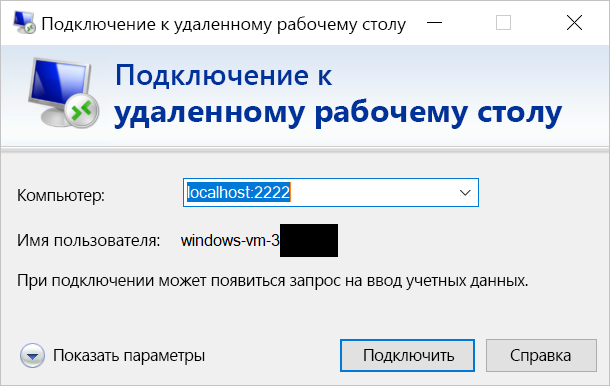 Подключение к удаленному рабочему столу
Подключение к
удаленному рабочему столу
Компьютер:
localhost:2222
Имя пользователя:
windows-vm-3
При подключении может появиться запрос на ввод учетных данных.
Показать параметры
Подключить
Справка